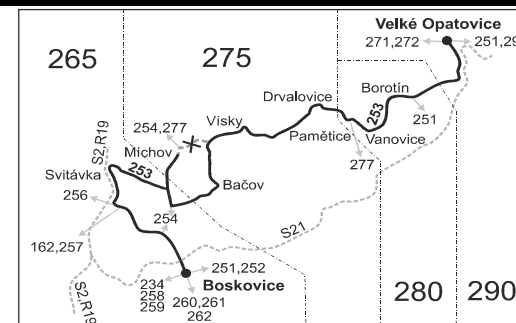 Velké Opatovice
271,272
251,29
265
275
Borotín
253
251
Drvalovice
Pamětice
Vanovice
277
Vísky
254,277
Míchov
253
S2,R19
Svitávka
256
Bačov
254
S21
162,257
251,252
Boskovice
234
258
259
260,261
262
S2,R19
280
290